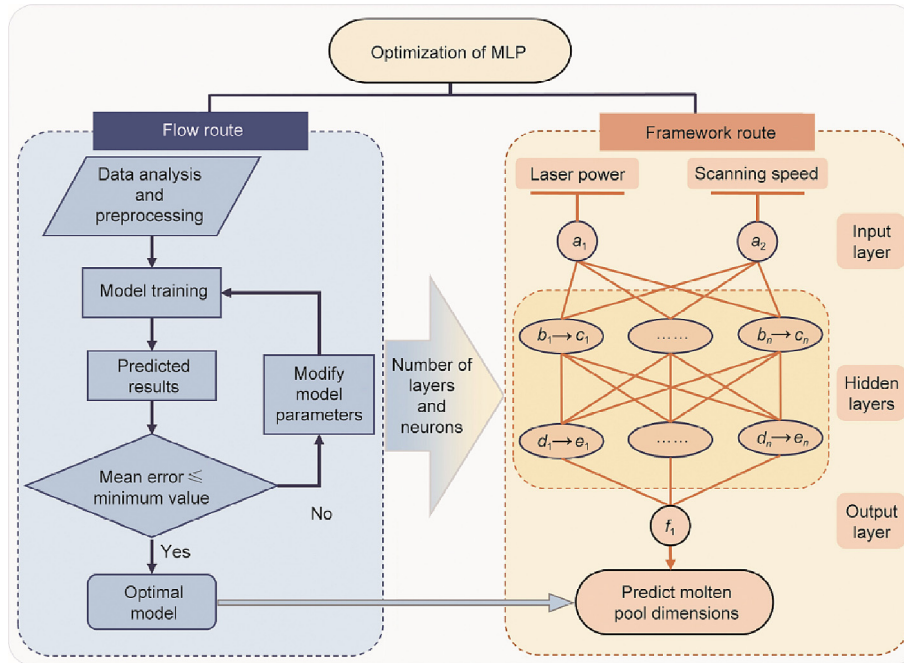 Optimization of MLP
Flow route
Data analysis
and
preprocessing
Model training
Predicted
results
Modify
model
parameters
Mean error ≤
minimum value
No
Yes
Optimal
model
Number of
layers
and
neurons
Framework route
Laser power
Scanning speed
a₁
a₂
Input
layer
b₁→c₁
……
bₙ→cₙ
Hidden
layers
d₁→e₁
……
dₙ→eₙ
Output
layer
f₁
Predict molten
pool dimensions